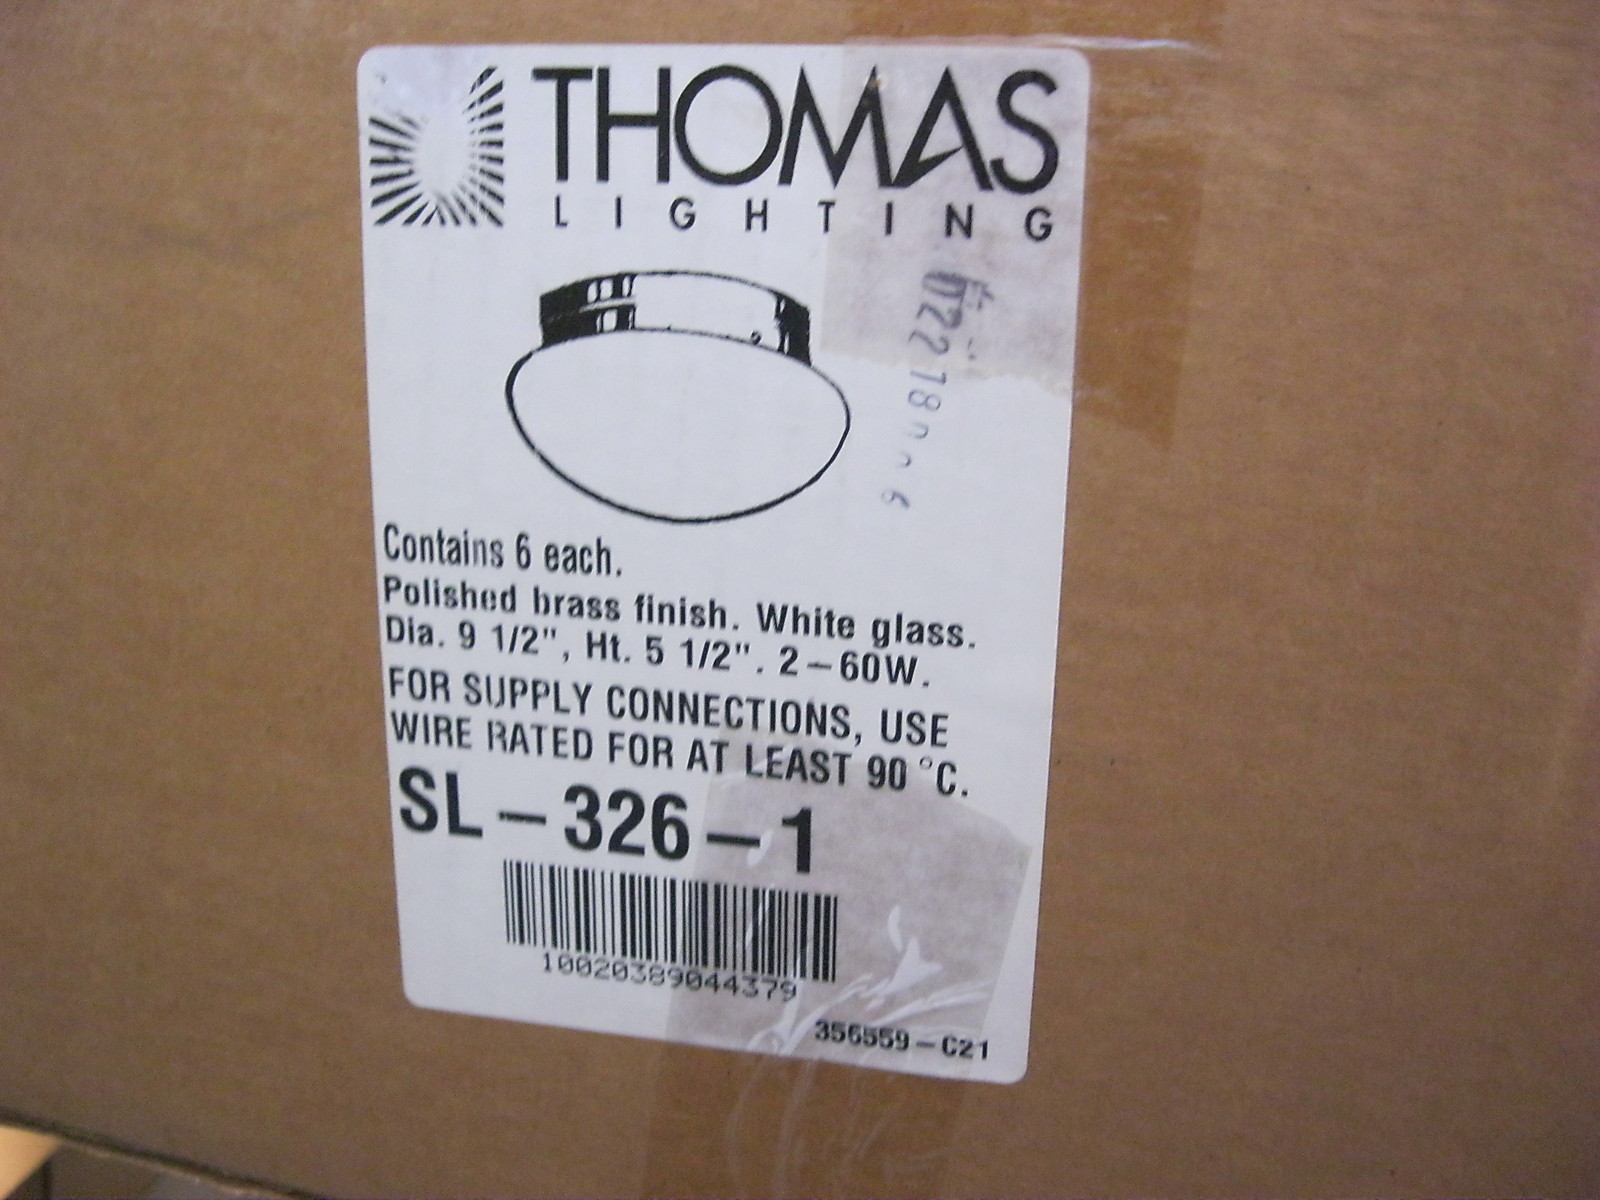 THOMAS
LIGHTING
Contains 6 each.
Polished brass finish. White glass.
Dia. 9 1/2", Ht. 5 1/2". 2-60W.
FOR SUPPLY CONNECTIONS, USE
WIRE RATED FOR AT LEAST 90 °C.
SL-326-1
10020389044379
356559-C21